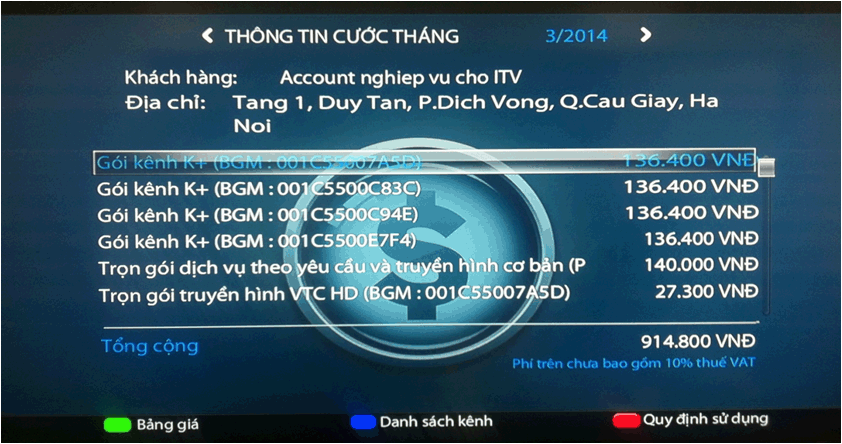 THÔNG TIN CƯỚC THÁNG 3/2014
Khách hàng: Account nghiep vu cho ITV
Địa chỉ: Tang 1, Duy Tan, P.Dich Vong, Q.Cau Giay, Ha
Noi
Gói kênh K+ (BGM : 001C55007A5D) 136.400 VNĐ
Gói kênh K+ (BGM : 001C5500C83C) 136.400 VNĐ
Gói kênh K+ (BGM : 001C5500C94E) 136.400 VNĐ
Gói kênh K+ (BGM : 001C5500E7F4) 136.400 VNĐ
Trọn gói dịch vụ theo yêu cầu và truyền hình cơ bản (P 140.000 VNĐ
Trọn gói truyền hình VTC HD (BGM : 001C55007A5D) 27.300 VNĐ
Tổng cộng 914.800 VNĐ
Phí trên chưa bao gồm 10% thuế VAT
Bảng giá Danh sách kênh Quy định sử dụng